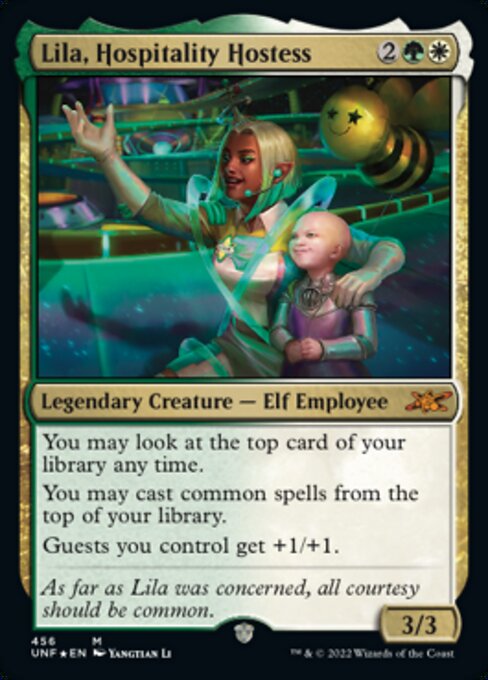 Lila, Hospitality Hostess 2
Legendary Creature — Elf Employee
You may look at the top card of your
library any time.
You may cast common spells from the
top of your library.
Guests you control get +1/+1.
As far as Lila was concerned, all courtesy
should be common.
3/3
456 M
UNF★EN Yangtian Li
™ & © 2022 Wizards of the Coast